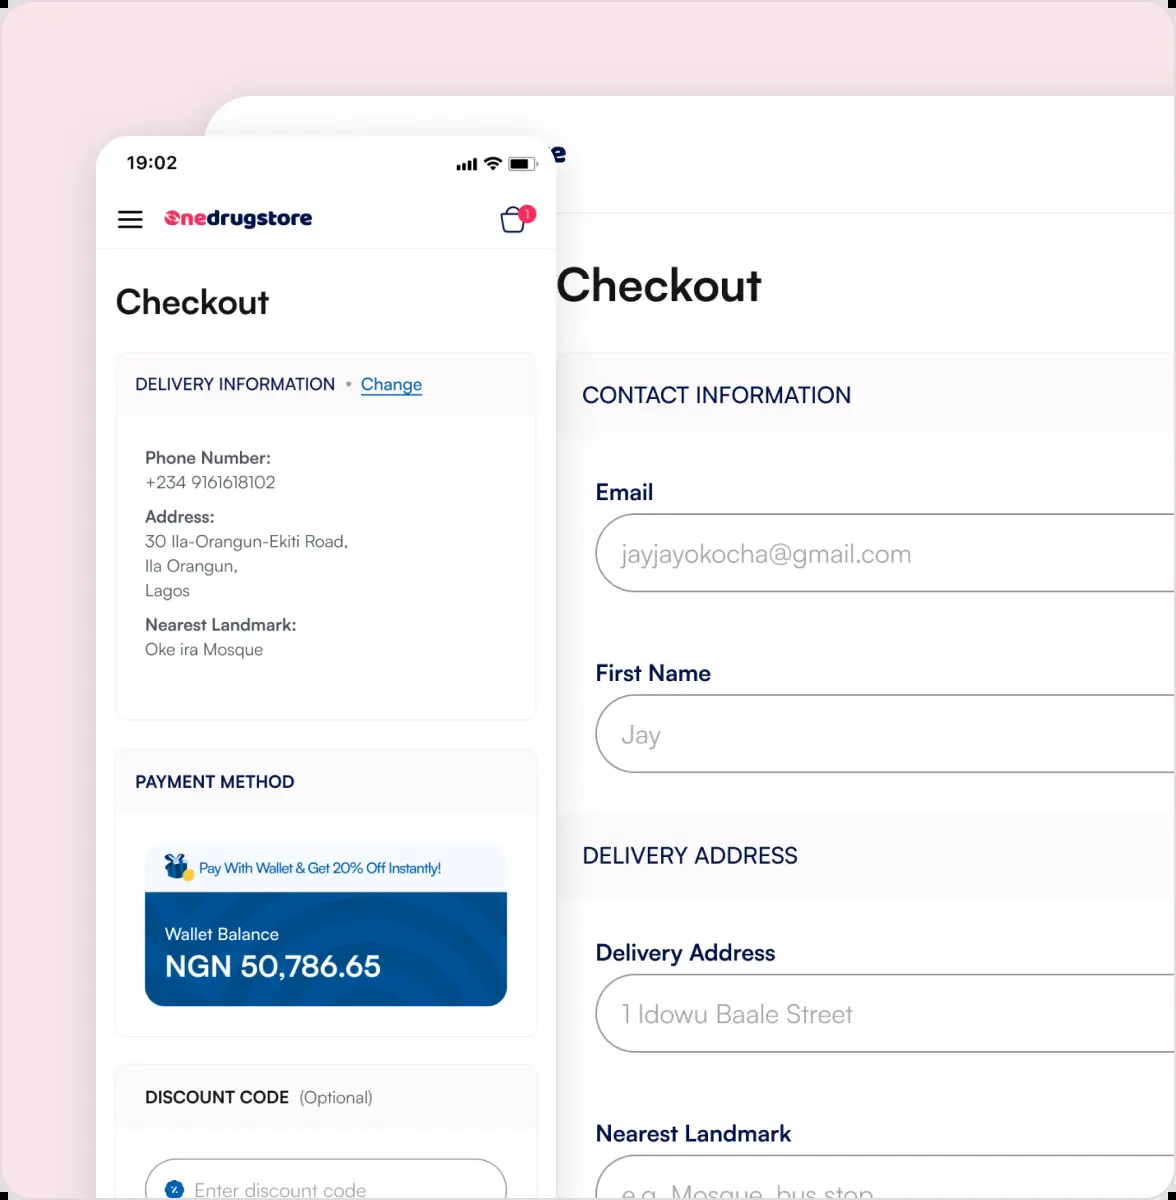 19:02
Onedrugstore
1
Checkout
DELIVERY INFORMATION • Change
Phone Number:
+234 9161618102
Address:
30 Ila-Orangun-Ekiti Road,
Ila Orangun,
Lagos
Nearest Landmark:
Oke ira Mosque
PAYMENT METHOD
Pay With Wallet & Get 20% Off Instantly!
Wallet Balance
NGN 50,786.65
DISCOUNT CODE (Optional)
Enter discount code
e
Checkout
CONTACT INFORMATION
Email
jayjayokocha@gmail.com
First Name
Jay
DELIVERY ADDRESS
Delivery Address
1 Idowu Baale Street
Nearest Landmark
e.g. Mosque, bus stop